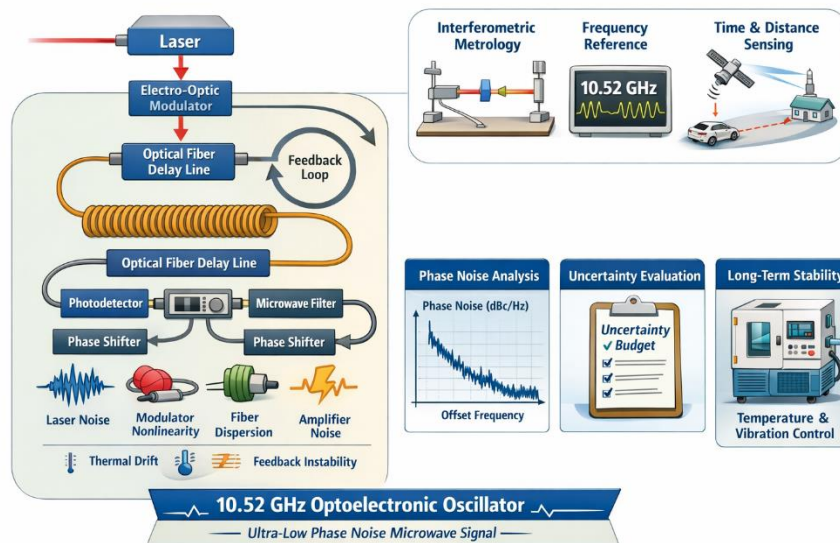 Laser
Electro-Optic
Modulator
Optical Fiber
Delay Line
Feedback
Loop
Optical Fiber Delay Line
Photodetector
Microwave Filter
Phase Shifter
Phase Shifter
Laser Noise
Modulator
Nonlinearity
Fiber
Dispersion
Amplifier
Noise
Thermal Drift
Feedback Instability
Interferometric
Metrology
Frequency
Reference
10.52 GHz
Time & Distance
Sensing
Phase Noise Analysis
Phase Noise (dBc/Hz)
Offset Frequency
Uncertainty Evaluation
Uncertainty
✓ Budget
Long-Term Stability
Temperature &
Vibration Control
10.52 GHz Optoelectronic Oscillator
Ultra-Low Phase Noise Microwave Signal